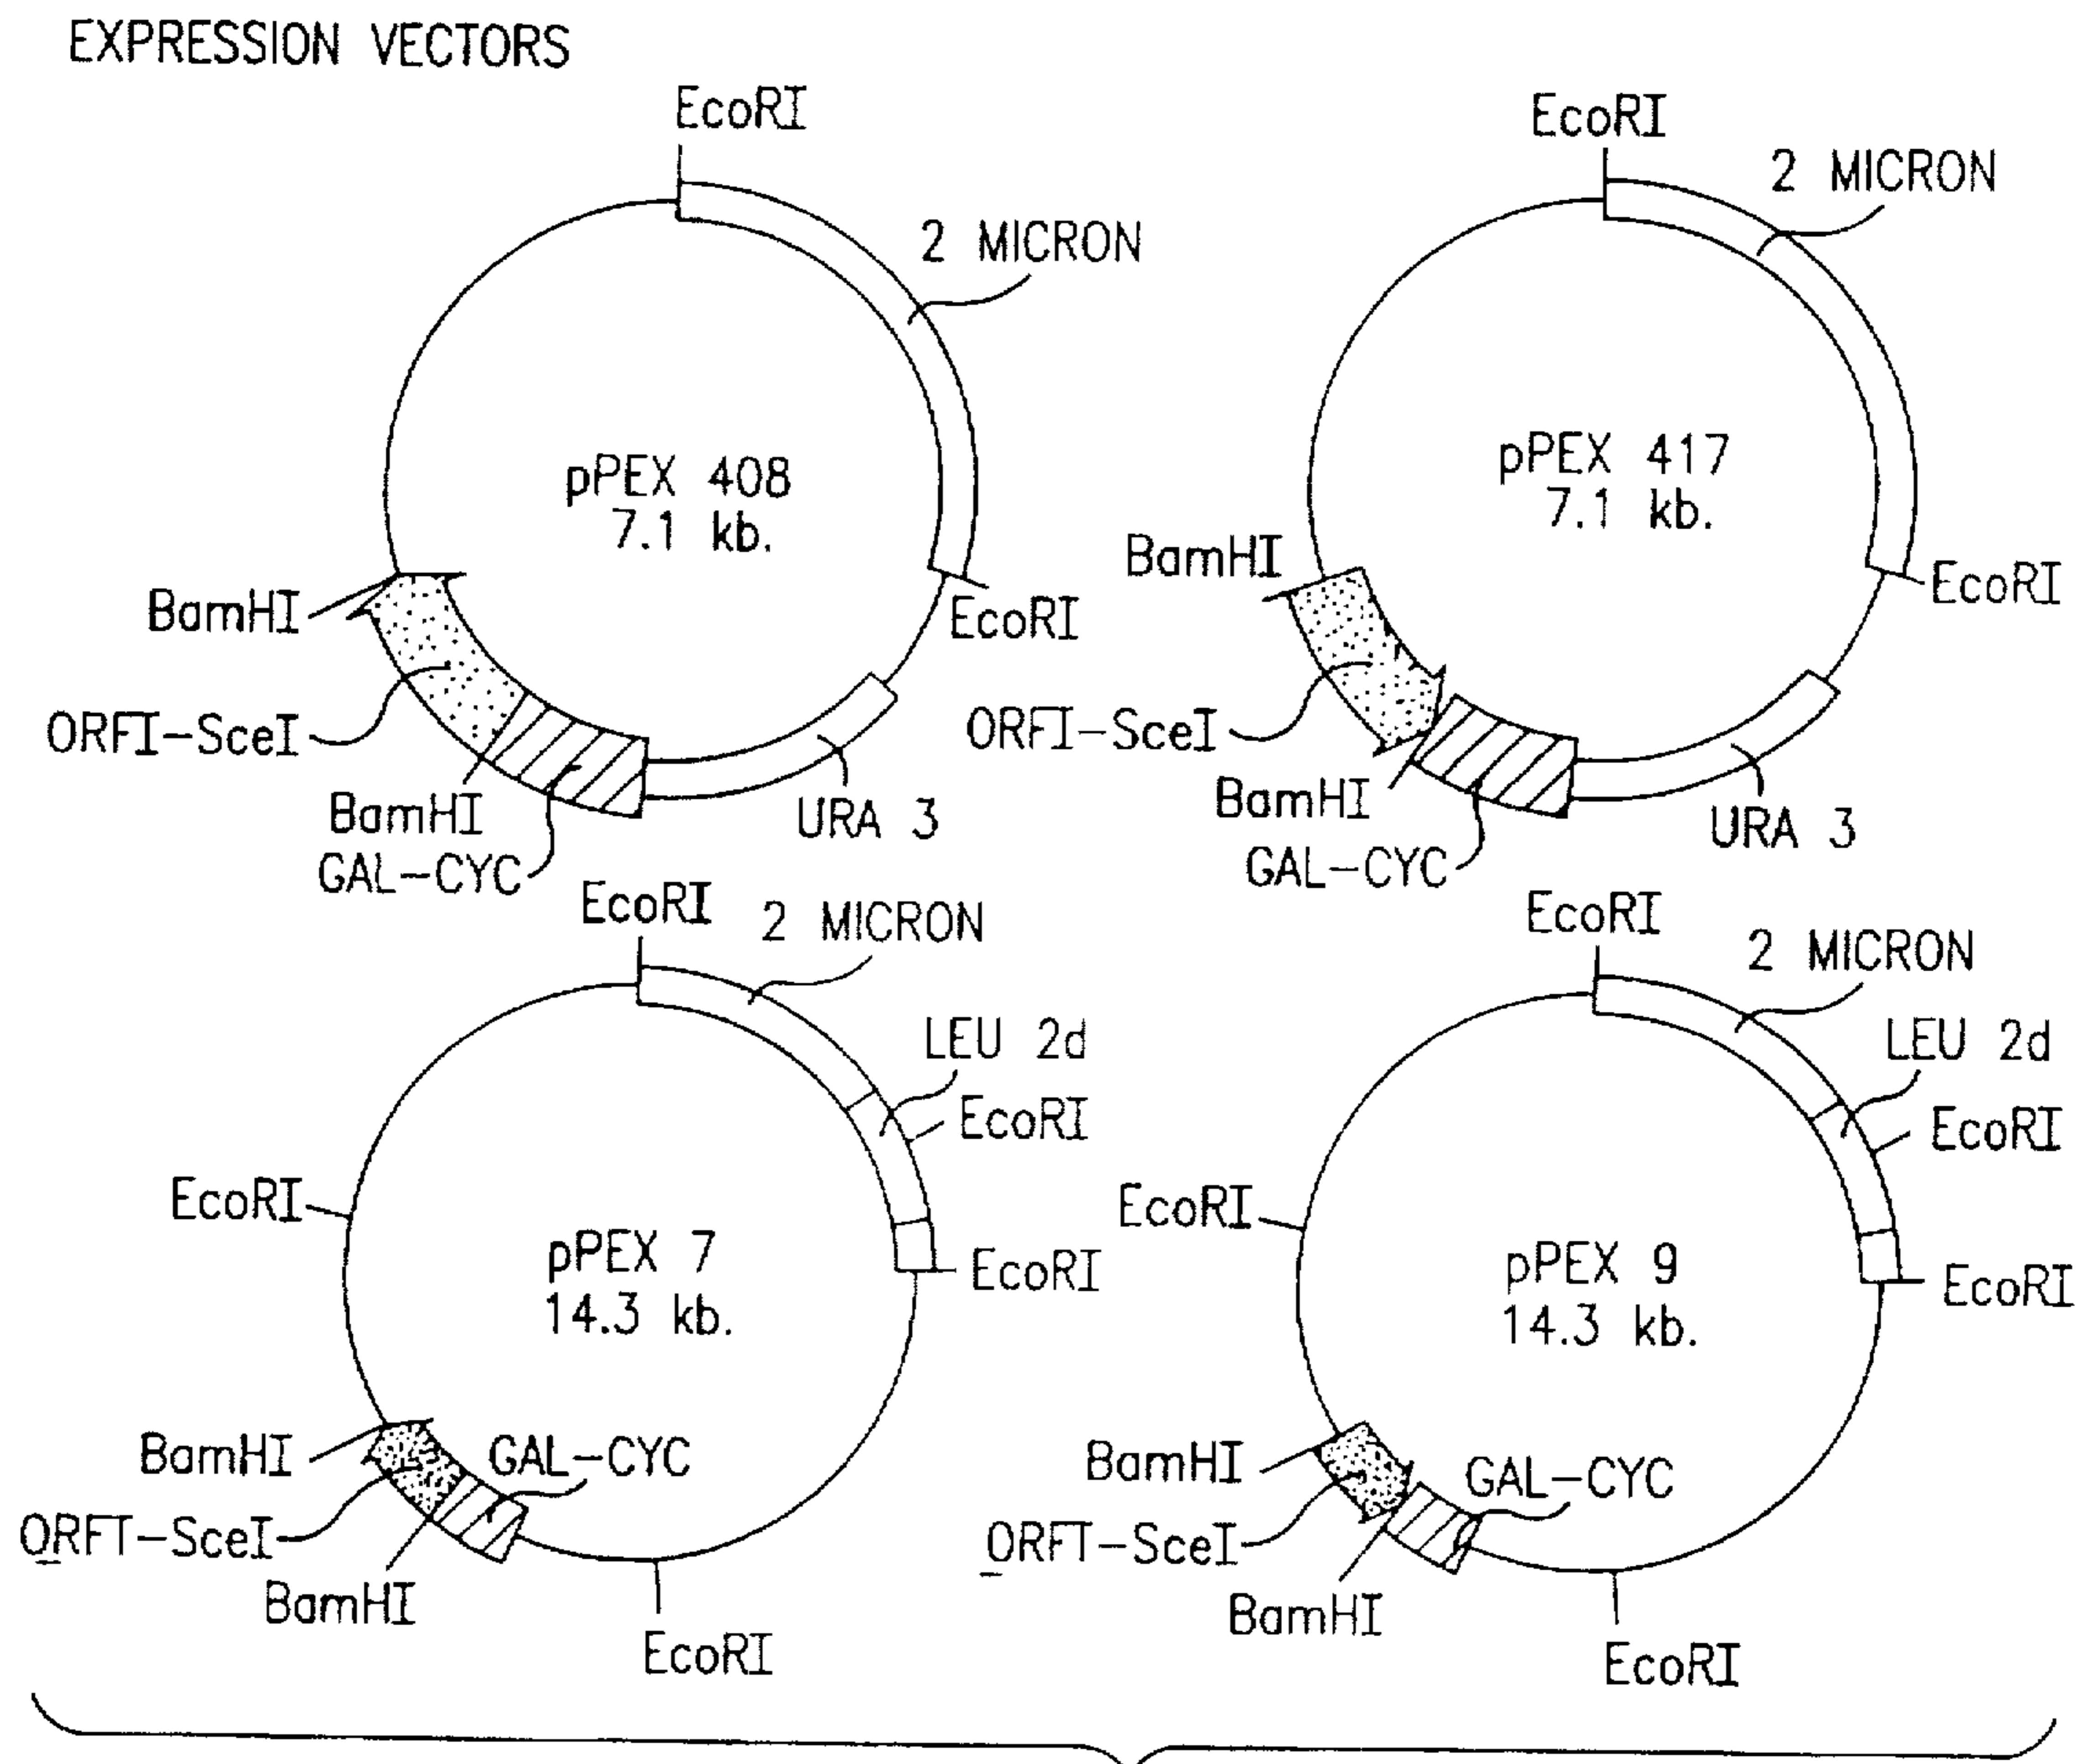 EXPRESSION VECTORS
EcoRI
2 MICRON
pPEX 408
7.1 kb.
BamHI
EcoRI
ORFI-SceI
BamHI
URA 3
GAL-CYC
EcoRI
2 MICRON
pPEX 417
7.1 kb.
BamHI
EcoRI
ORFI-SceI
BamHI
URA 3
GAL-CYC
EcoRI
2 MICRON
LEU 2d
EcoRI
EcoRI
pPEX 7
14.3 kb.
EcoRI
BamHI
GAL-CYC
ORFT-SceI
BamHI
EcoRI
EcoRI
2 MICRON
LEU 2d
EcoRI
EcoRI
pPEX 9
14.3 kb.
EcoRI
BamHI
GAL-CYC
ORFT-SceI
BamHI
EcoRI